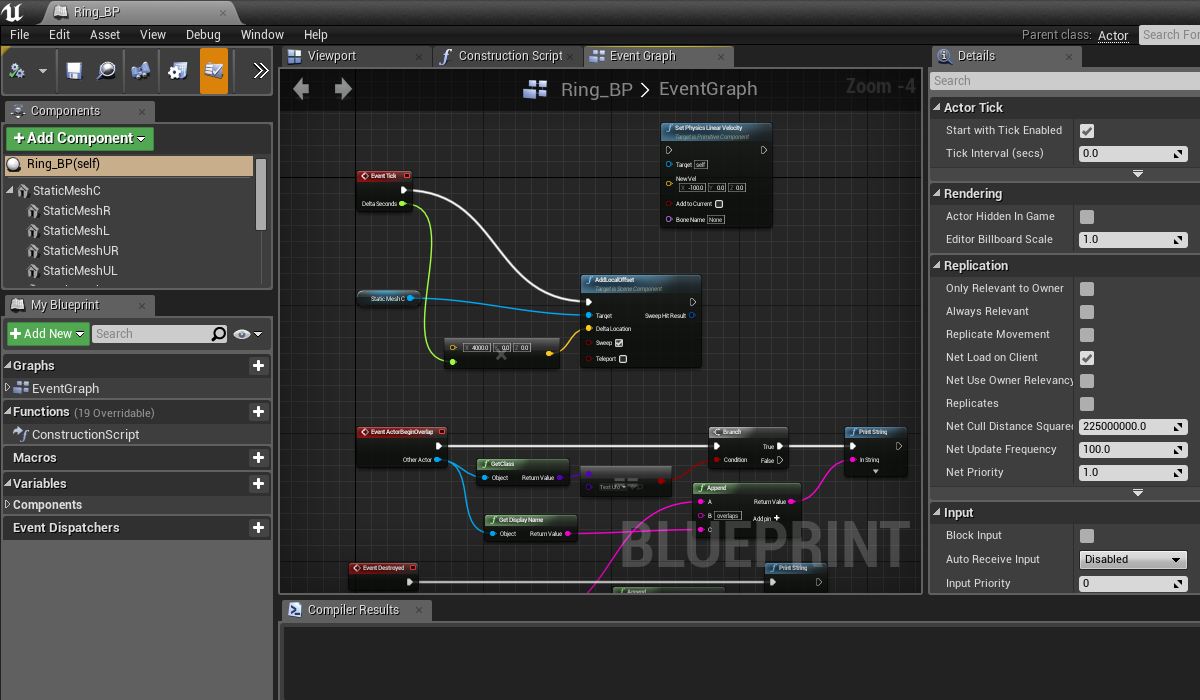 Ring_BP
File Edit Asset View Debug Window Help
Parent class: Actor Search For
Components
+ Add Component
Ring_BP(self)
StaticMeshC
StaticMeshR
StaticMeshL
StaticMeshUR
StaticMeshUL
My Blueprint
+ Add New Search
Graphs
EventGraph
Functions (19 Overridable)
ConstructionScript
Macros
Variables
Components
Event Dispatchers
Viewport Construction Script Event Graph
Ring_BP > EventGraph Zoom -4
Set Physics Linear Velocity
Target is Primitive Component
Target self
New Vel
X -100.0 Y 0.0 Z 0.0
Add to Current
Bone Name None
Event Tick
Delta Seconds
Static Mesh C
AddLocalOffset
Target is Scene Component
Target Sweep Hit Result
Delta Location
Sweep
Teleport
X 4000.0 Y 0.0 Z 0.0
Event ActorBeginOverlap
Other Actor
GetClass
Object Return Value
Get Display Name
Object Return Value
Branch
True
Condition False
Append
A Return Value
B overlaps Add pin +
C
Print String
In String
Event Destroyed
Print String
Append
BLUEPRINT
Compiler Results
Details
Search
Actor Tick
Start with Tick Enabled
Tick Interval (secs) 0.0
Rendering
Actor Hidden In Game
Editor Billboard Scale 1.0
Replication
Only Relevant to Owner
Always Relevant
Replicate Movement
Net Load on Client
Net Use Owner Relevancy
Replicates
Net Cull Distance Squared 225000000.0
Net Update Frequency 100.0
Net Priority 1.0
Input
Block Input
Auto Receive Input Disabled
Input Priority 0